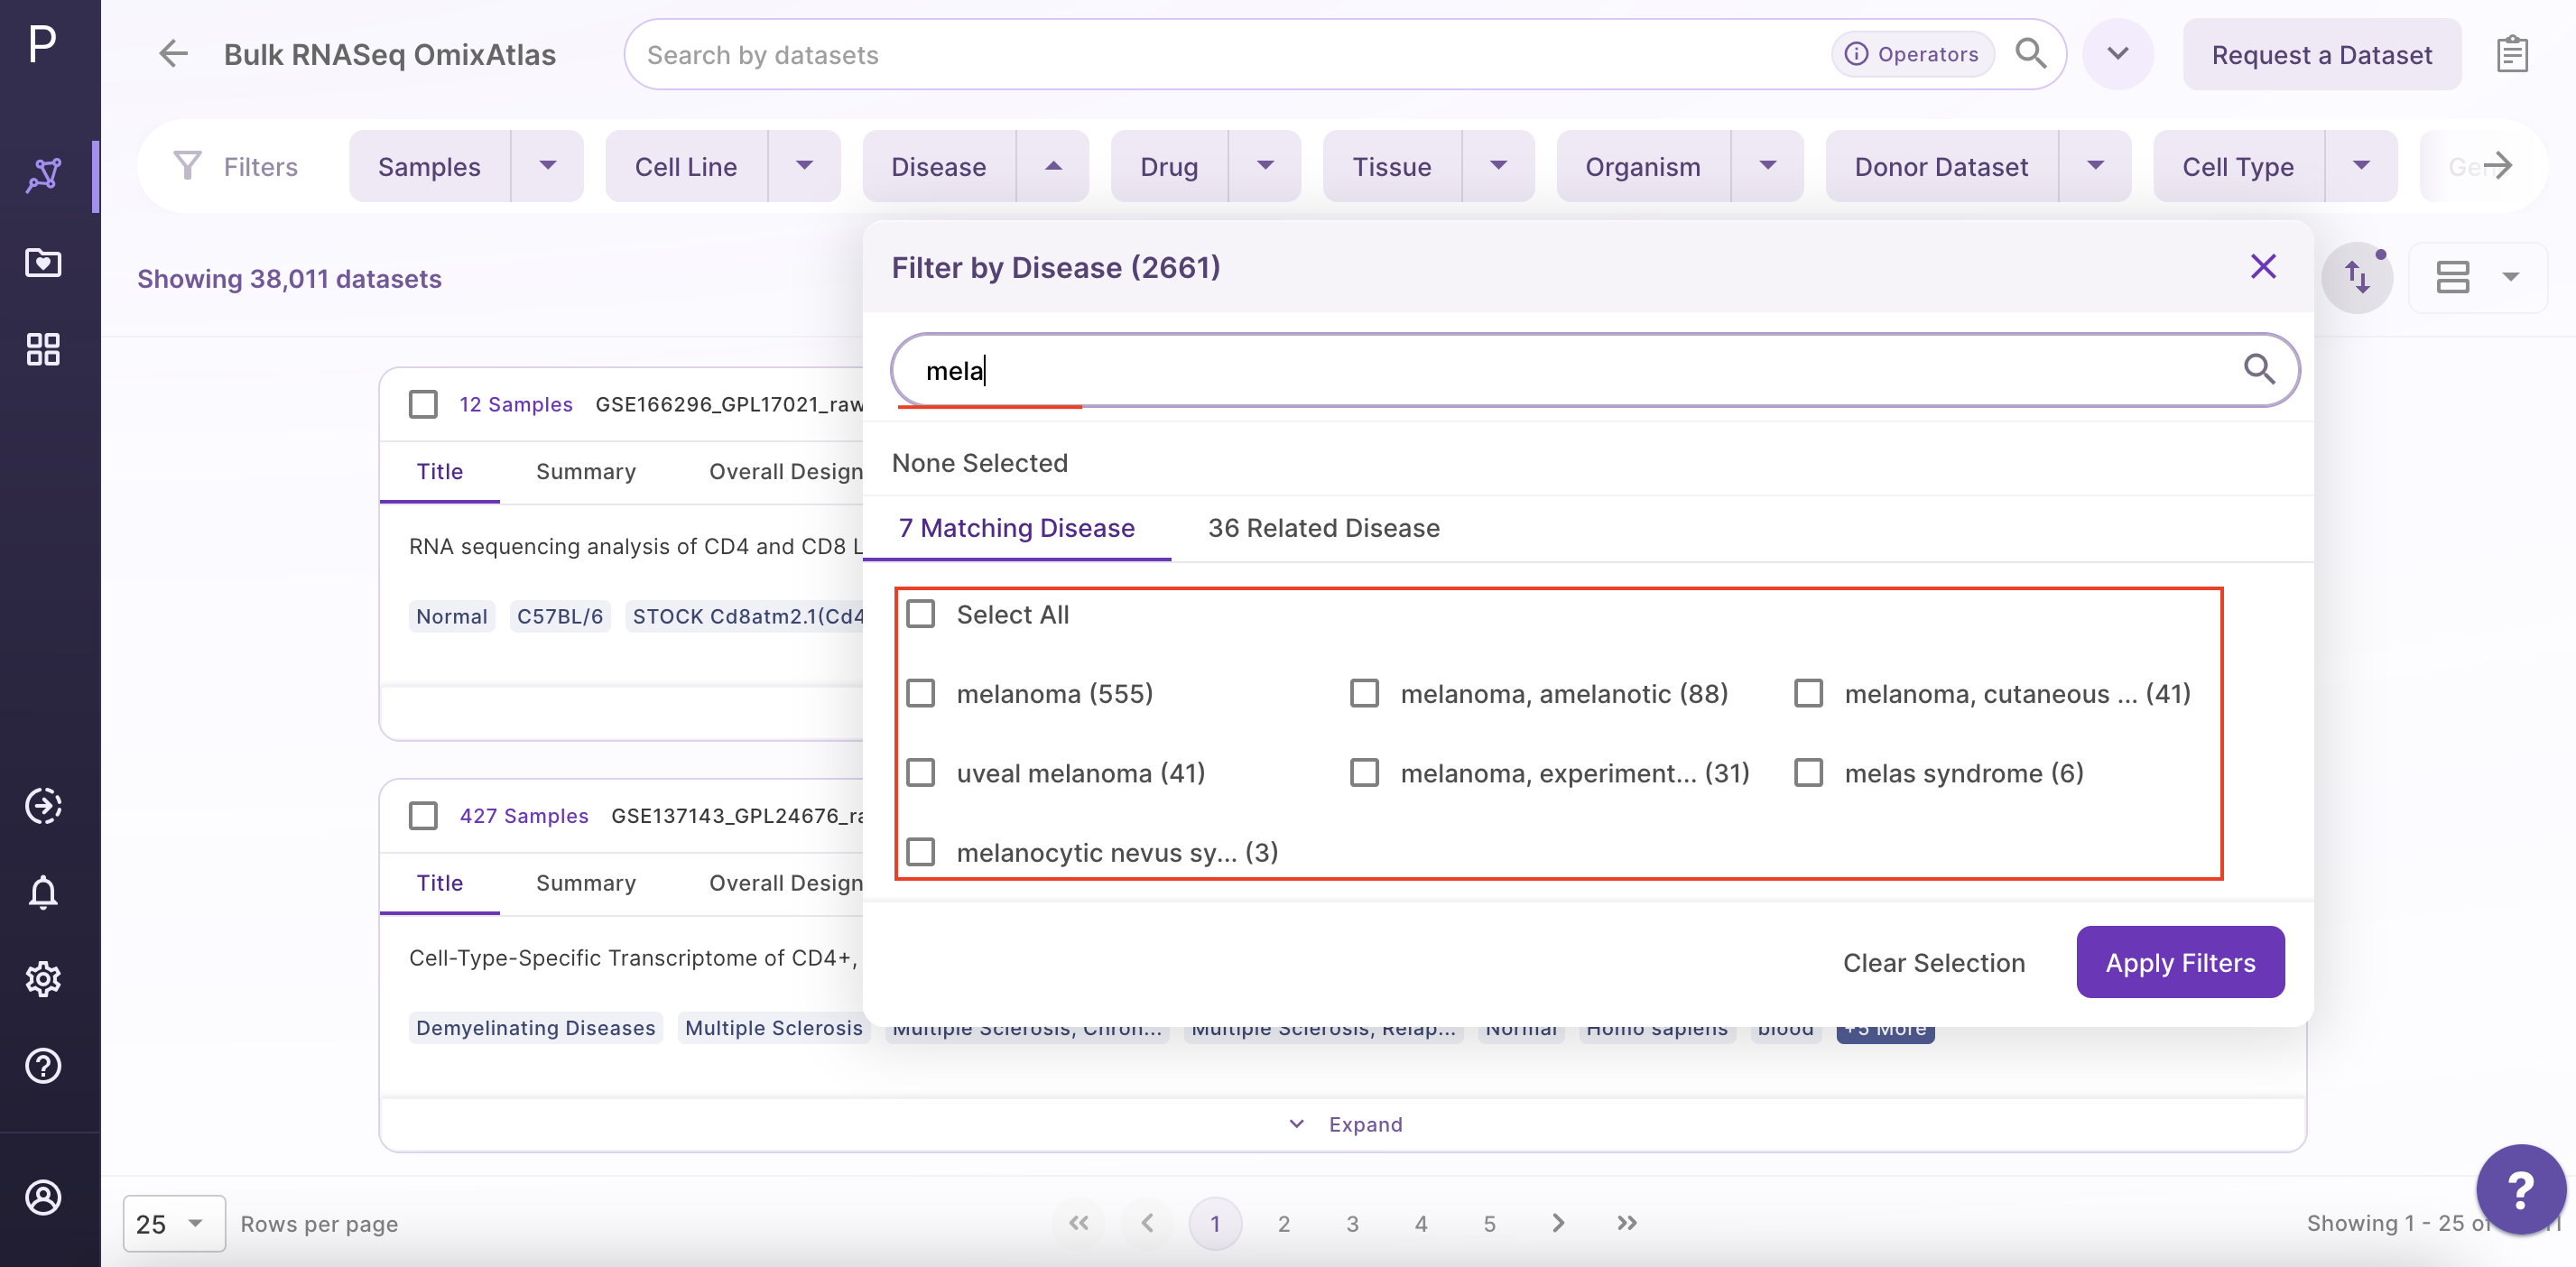 P
Bulk RNASeq OmixAtlas
Search by datasets
Operators
Request a Dataset
Filters
Samples
Cell Line
Disease
Drug
Tissue
Organism
Donor Dataset
Cell Type
Showing 38,011 datasets
Filter by Disease (2661)
mela
None Selected
7 Matching Disease
36 Related Disease
Select All
melanoma (555)
melanoma, amelanotic (88)
melanoma, cutaneous ... (41)
uveal melanoma (41)
melanoma, experiment... (31)
melas syndrome (6)
melanocytic nevus sy... (3)
Clear Selection
Apply Filters
12 Samples
GSE166296_GPL17021_raw
Title
Summary
Overall Design
RNA sequencing analysis of CD4 and CD8 L
Normal
C57BL/6
STOCK Cd8atm2.1(Cd4
427 Samples
GSE137143_GPL24676_ra
Title
Summary
Overall Design
Cell-Type-Specific Transcriptome of CD4+,
Demyelinating Diseases
Multiple Sclerosis
Multiple Sclerosis, Chron...
Multiple Sclerosis, Relap...
Normal
Homo sapiens
blood
+5 More
Expand
25
Rows per page
1
2
3
4
5
Showing 1 - 25 of
?